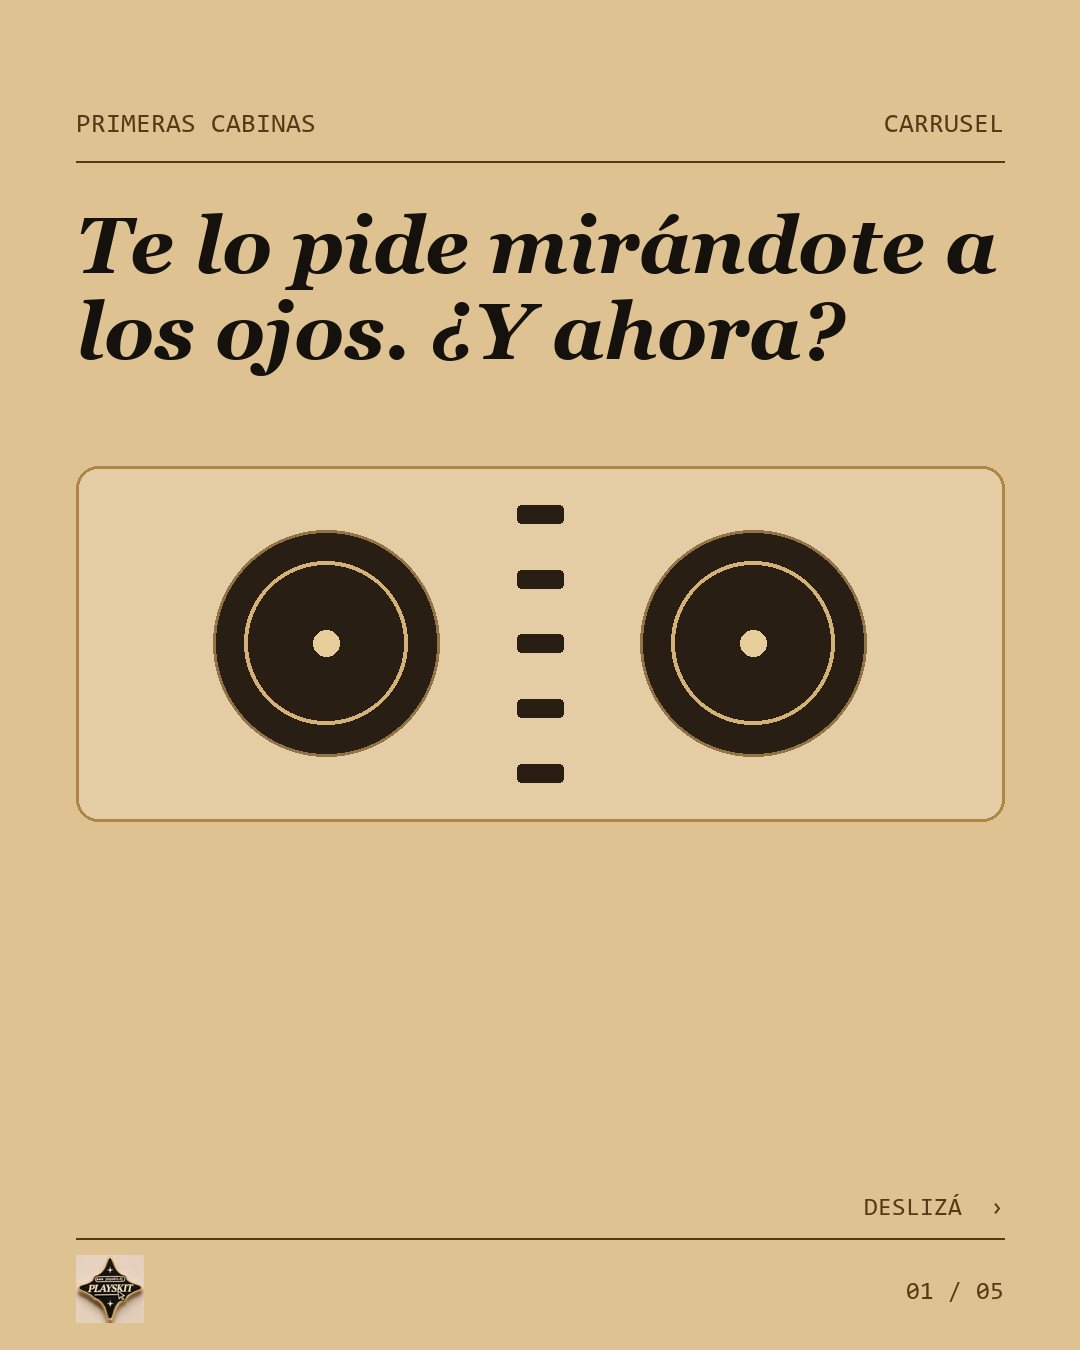 PRIMERAS CABINAS
CARRUSEL
Te lo pide mirándote a
los ojos. ¿Y ahora?
DESLIZÁ ›
PLAYSKIT
01 / 05